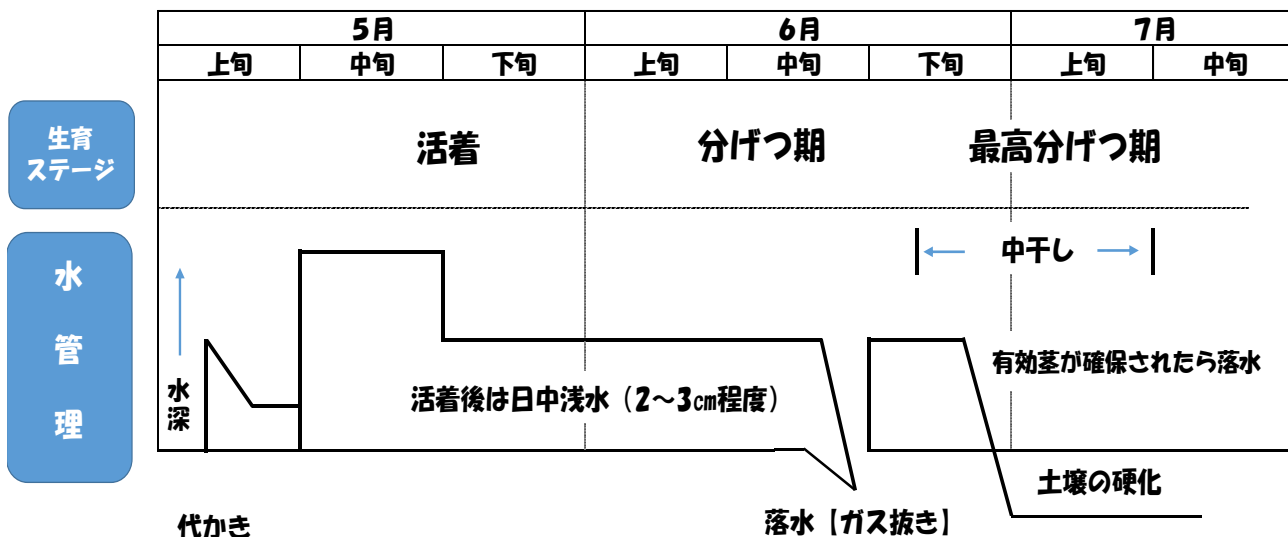 5月 6月 7月
上旬 中旬 下旬 上旬 中旬 下旬 上旬 中旬
生育
ステージ
活着 分げつ期 最高分げつ期
水
管
理
中干し
水
深
有効茎が確保されたら落水
活着後は日中浅水（2～3㎝程度）
土壌の硬化
代かき
落水【ガス抜き】